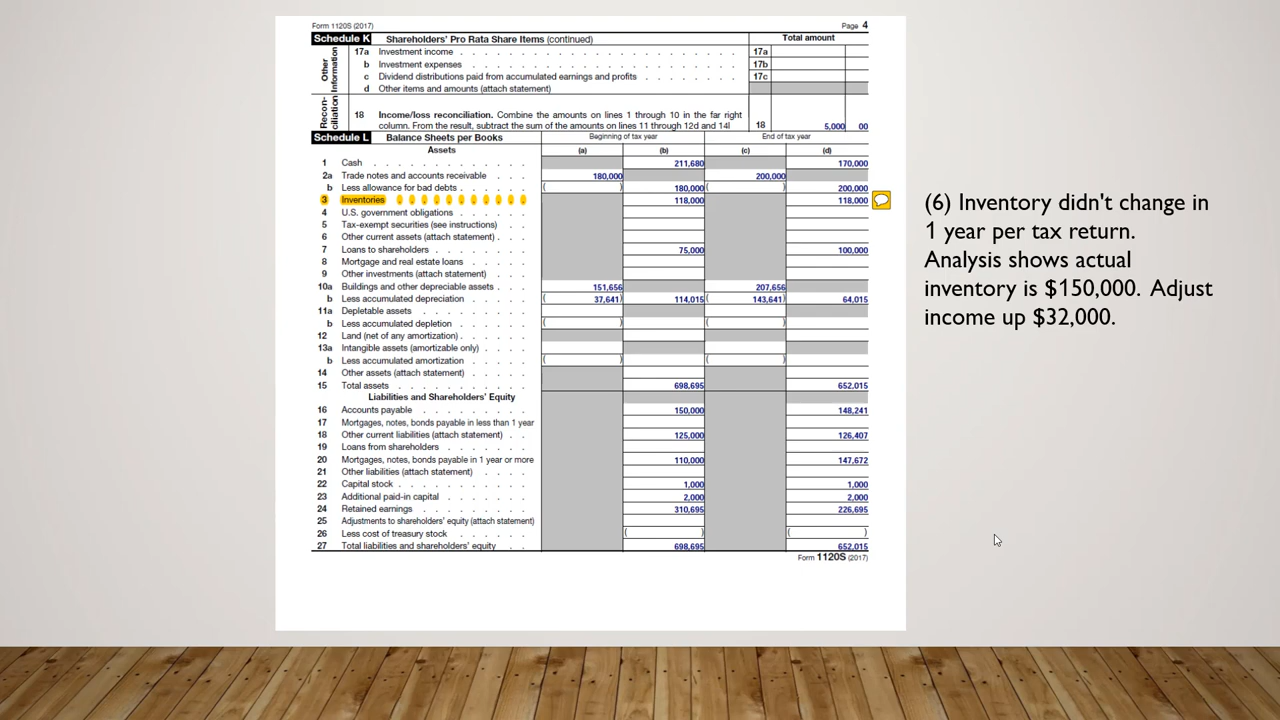 Form 1120S (2017) Page 4
Schedule K Shareholders' Pro Rata Share Items (continued) Total amount
Other Information
17a Investment income . . . . . . . . . . . . . . . . . . . . . . . 17a
b Investment expenses . . . . . . . . . . . . . . . . . . . . . . 17b
c Dividend distributions paid from accumulated earnings and profits . . . . . . . 17c
d Other items and amounts (attach statement)
Recon-ciliation
18 Income/loss reconciliation. Combine the amounts on lines 1 through 10 in the far right
column. From the result, subtract the sum of the amounts on lines 11 through 12d and 14l 18 5,000 00
Schedule L Balance Sheets per Books Beginning of tax year End of tax year
Assets (a) (b) (c) (d)
1 Cash . . . . . . . . . . . . 211,680 170,000
2a Trade notes and accounts receivable . . . 180,000 200,000
b Less allowance for bad debts . . . . . . ( ) 180,000 ( ) 200,000
3 Inventories . . . . . . . . . . . 118,000 118,000
4 U.S. government obligations . . . . . .
5 Tax-exempt securities (see instructions) . .
6 Other current assets (attach statement) . . .
7 Loans to shareholders . . . . . . . . 75,000 100,000
8 Mortgage and real estate loans . . . . .
9 Other investments (attach statement) . . .
10a Buildings and other depreciable assets . . . 151,656 207,656
b Less accumulated depreciation . . . . . ( 37,641) 114,015 ( 143,641) 64,015
11a Depletable assets . . . . . . . . .
b Less accumulated depletion . . . . . . ( ) ( )
12 Land (net of any amortization) . . . . . .
13a Intangible assets (amortizable only) . . . .
b Less accumulated amortization . . . . . ( ) ( )
14 Other assets (attach statement) . . . . .
15 Total assets . . . . . . . . . . 698,695 652,015
Liabilities and Shareholders' Equity
16 Accounts payable . . . . . . . . 150,000 148,241
17 Mortgages, notes, bonds payable in less than 1 year
18 Other current liabilities (attach statement) . . 125,000 126,407
19 Loans from shareholders . . . . . . .
20 Mortgages, notes, bonds payable in 1 year or more 110,000 147,672
21 Other liabilities (attach statement) . . . .
22 Capital stock . . . . . . . . . . 1,000 1,000
23 Additional paid-in capital . . . . . . . 2,000 2,000
24 Retained earnings . . . . . . . . 310,695 226,695
25 Adjustments to shareholders' equity (attach statement)
26 Less cost of treasury stock . . . . . . ( ) ( )
27 Total liabilities and shareholders' equity . . 698,695 652,015
Form 1120S (2017)
(6) Inventory didn't change in
1 year per tax return.
Analysis shows actual
inventory is $150,000. Adjust
income up $32,000.